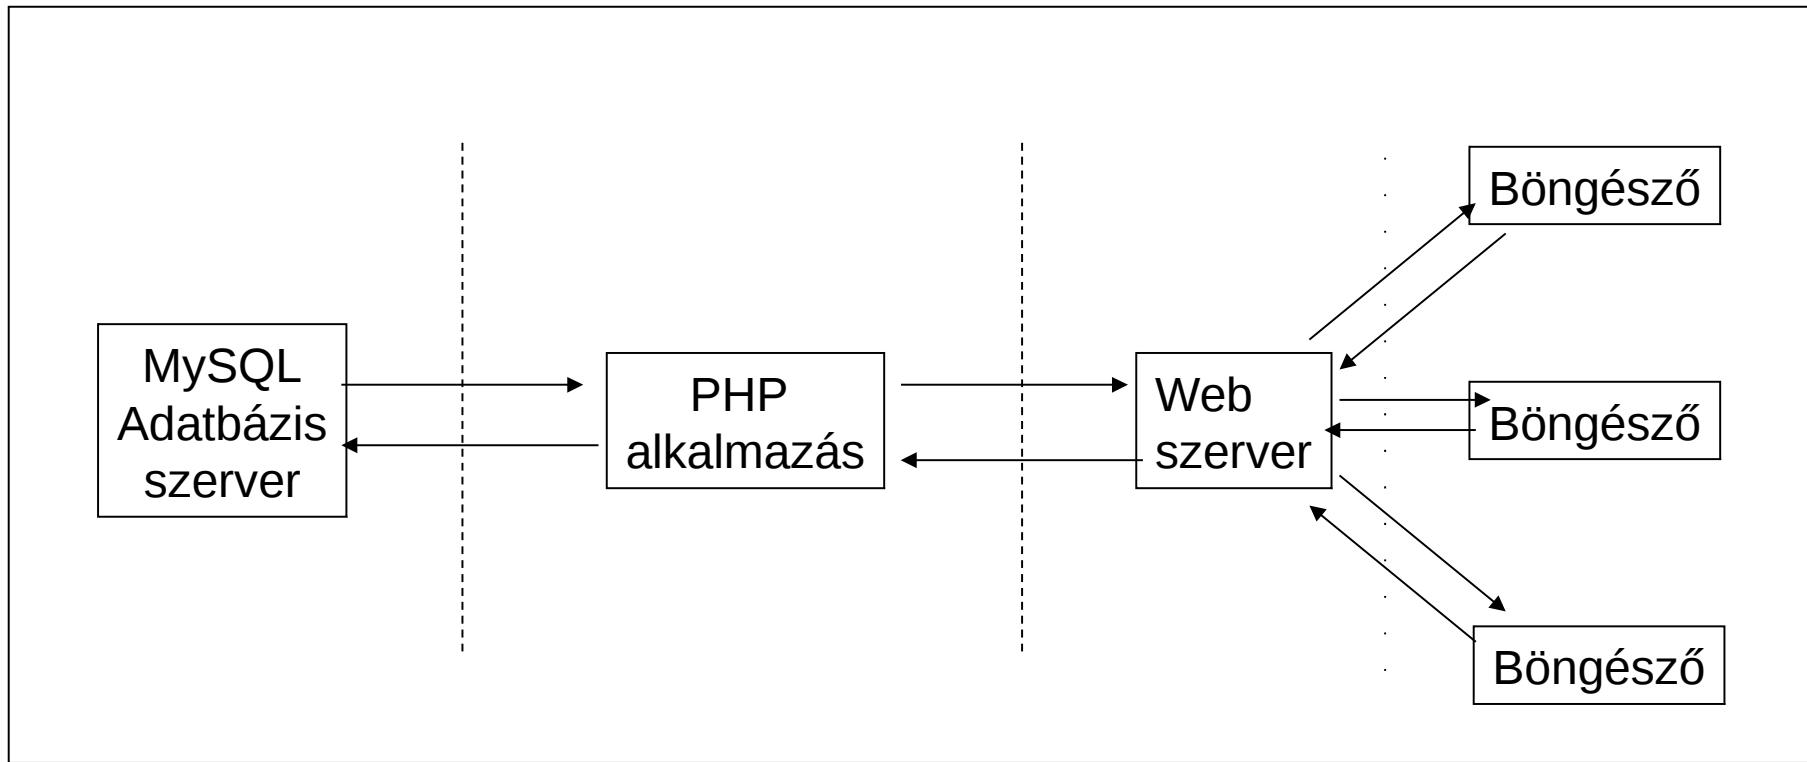 MySQL
Adatbázis
szerver
PHP
alkalmazás
Web
szerver
Böngésző
Böngésző
Böngésző